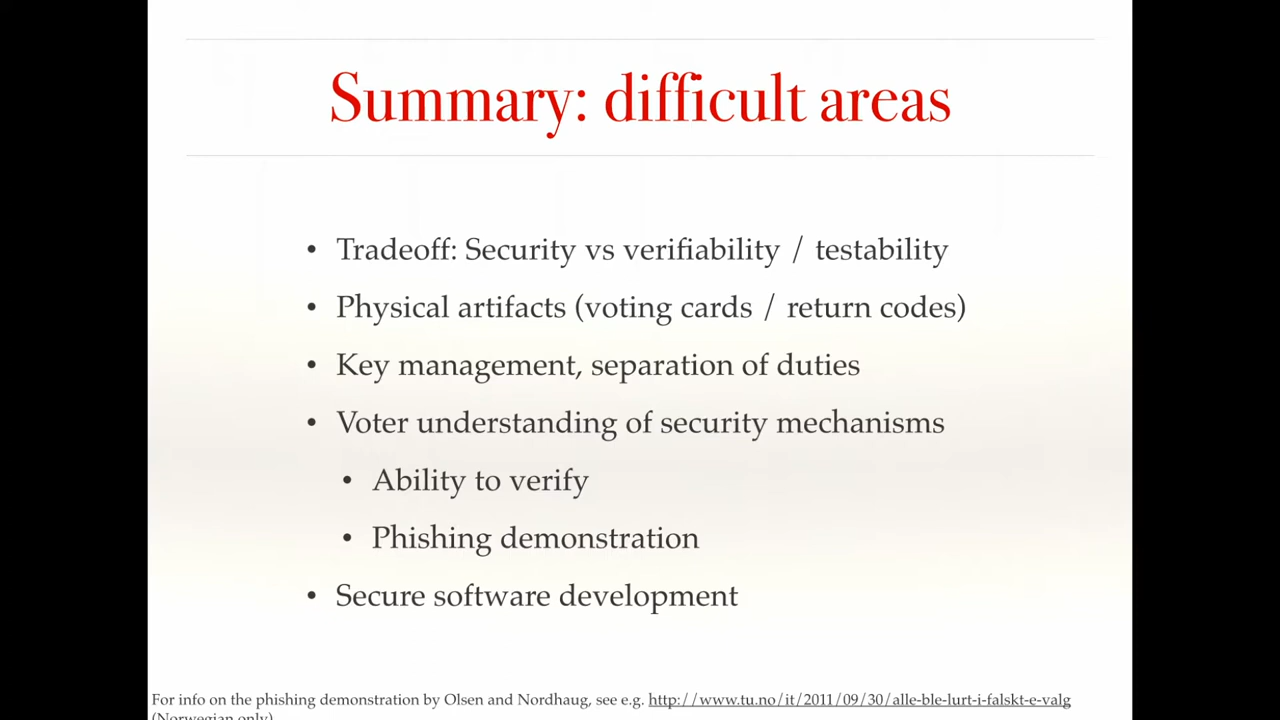 Summary: difficult areas
• Tradeoff: Security vs verifiability / testability
• Physical artifacts (voting cards / return codes)
• Key management, separation of duties
• Voter understanding of security mechanisms
• Ability to verify
• Phishing demonstration
• Secure software development
For info on the phishing demonstration by Olsen and Nordhaug, see e.g. http://www.tu.no/it/2011/09/30/alle-ble-lurt-i-falskt-e-valg
(Norwegian only)